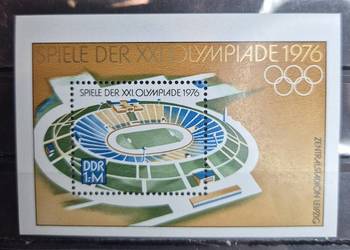 SPIELE DER XXI. OLYMPIADE 1976
SPIELE DER XXI. OLYMPIADE 1976
DDR
1,-M
ZENTRALSTADION LEIPZIG